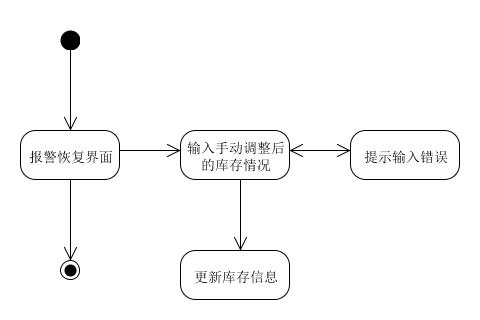 报警恢复界面
输入手动调整后
的库存情况
提示输入错误
更新库存信息